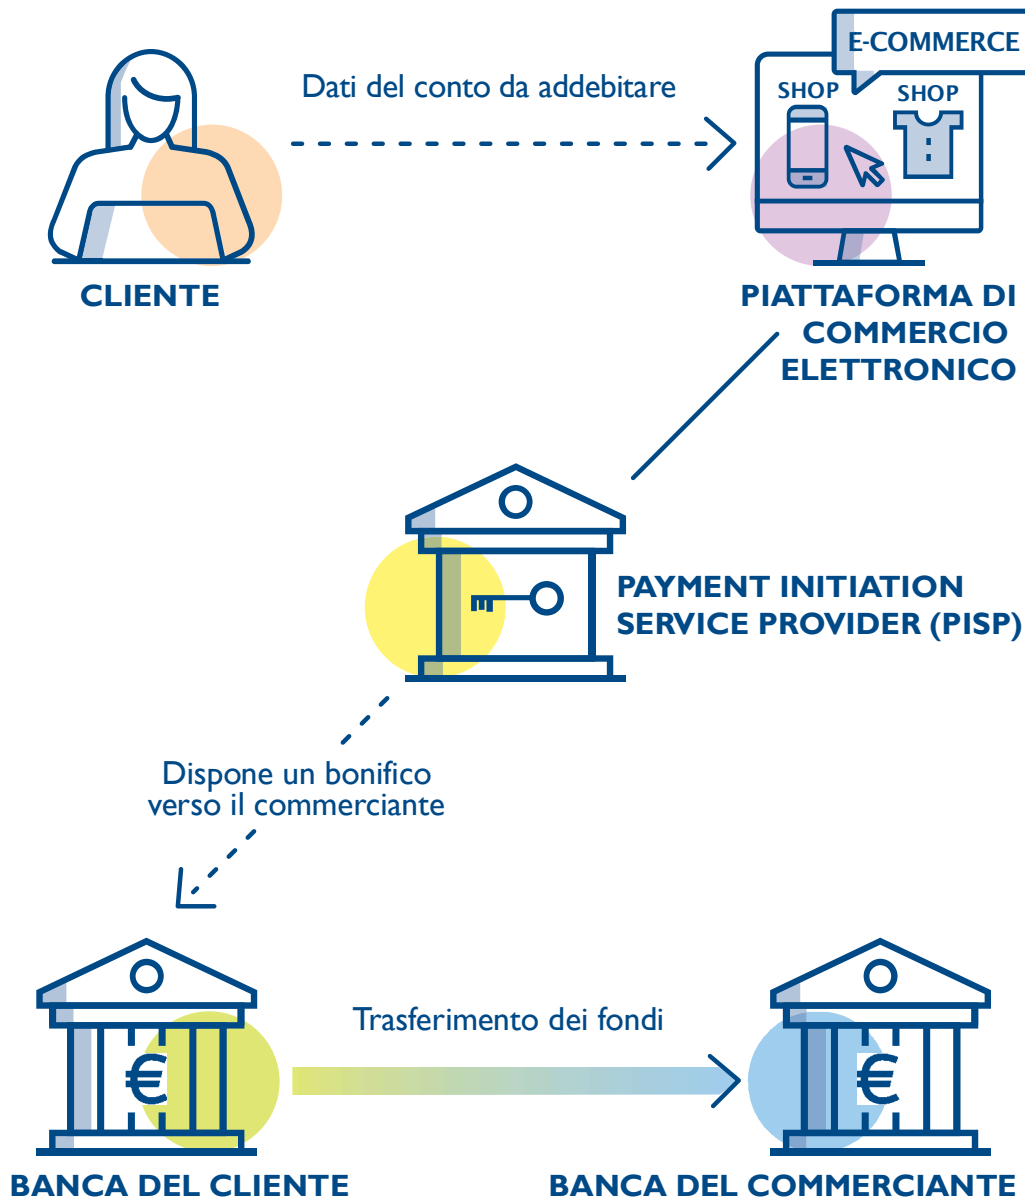 E-COMMERCE
Dati del conto da addebitare
SHOP
SHOP
CLIENTE
PIATTAFORMA DI
COMMERCIO
ELETTRONICO
PAYMENT INITIATION
SERVICE PROVIDER (PISP)
Dispone un bonifico
verso il commerciante
Trasferimento dei fondi
€
€
BANCA DEL CLIENTE
BANCA DEL COMMERCIANTE